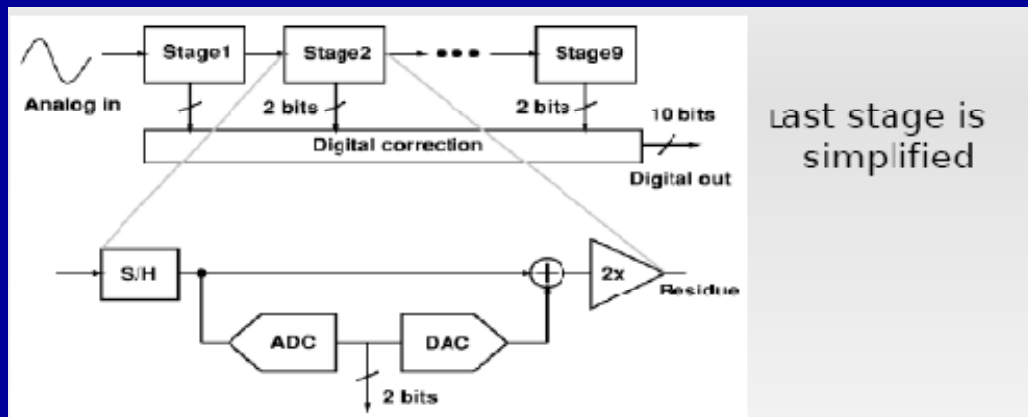 Stage1
Stage2
Stage9
Analog in
2 bits
2 bits
10 bits
Digital correction
Digital out
Last stage is
simplified
S/H
2x
Residue
ADC
DAC
2 bits